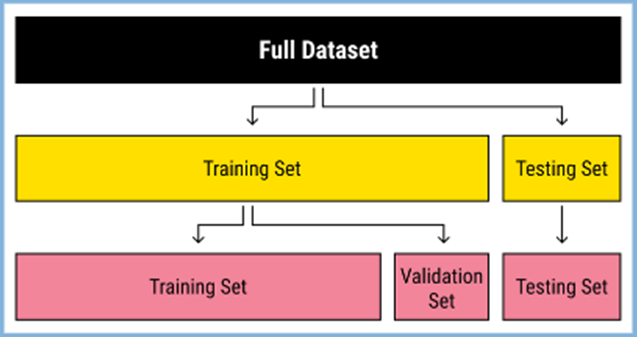 Full Dataset
Training Set
Testing Set
Training Set
Validation
Set
Testing Set